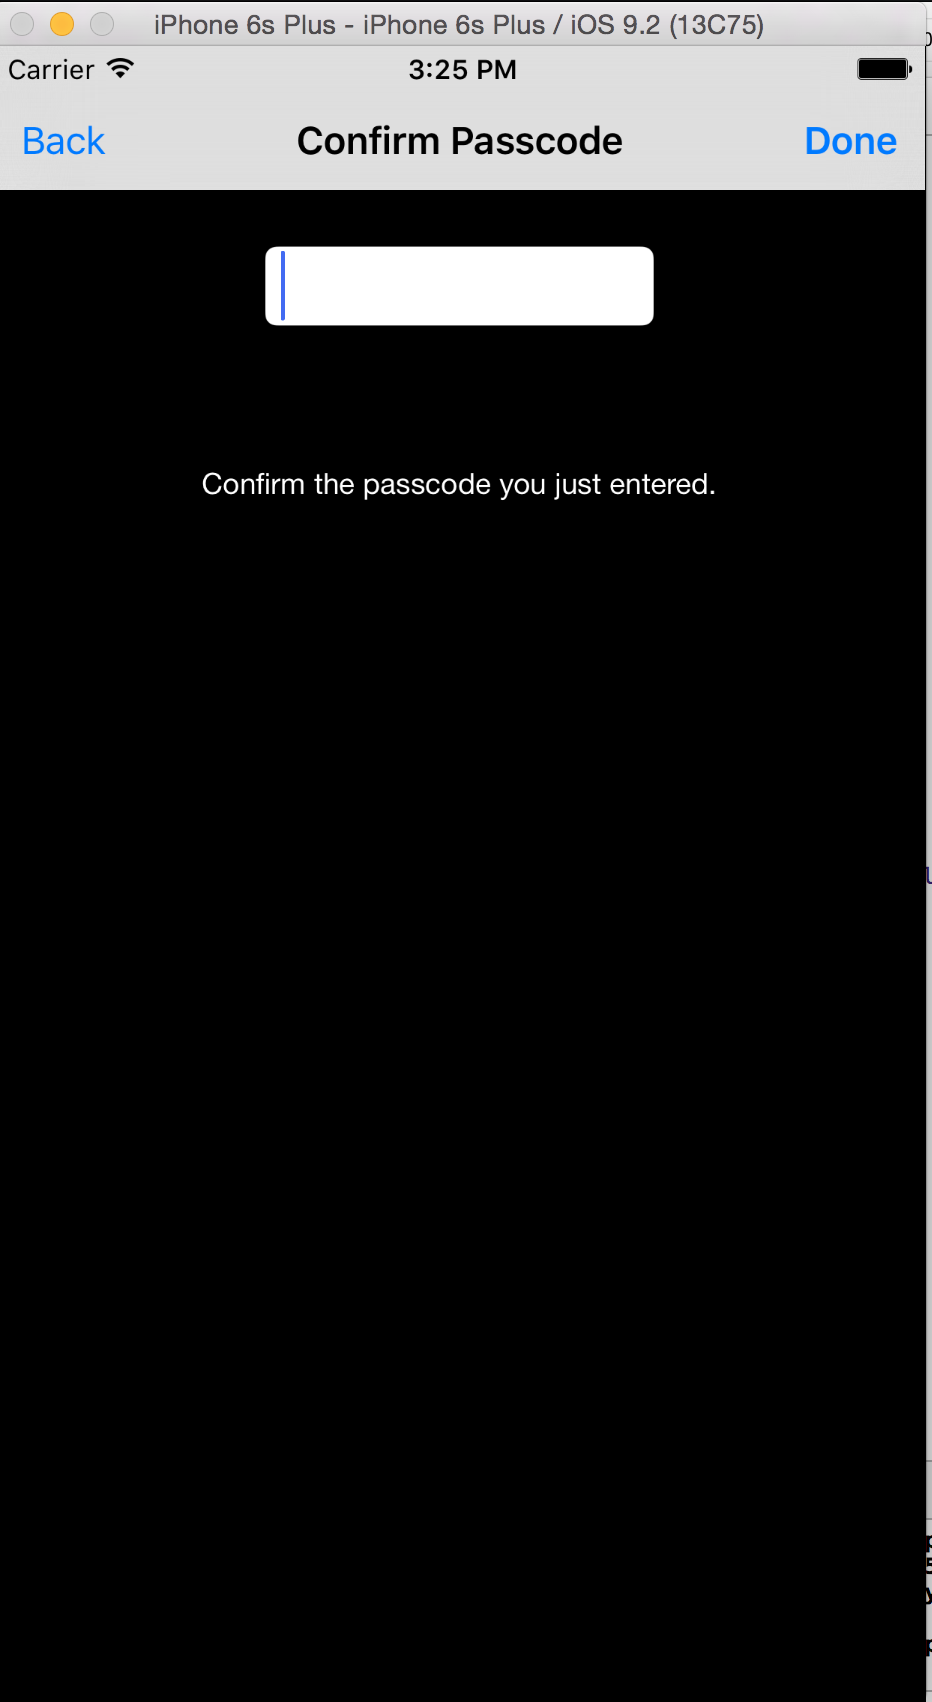 iPhone 6s Plus - iPhone 6s Plus / iOS 9.2 (13C75)
Carrier 3:25 PM
Back Confirm Passcode Done
Confirm the passcode you just entered.